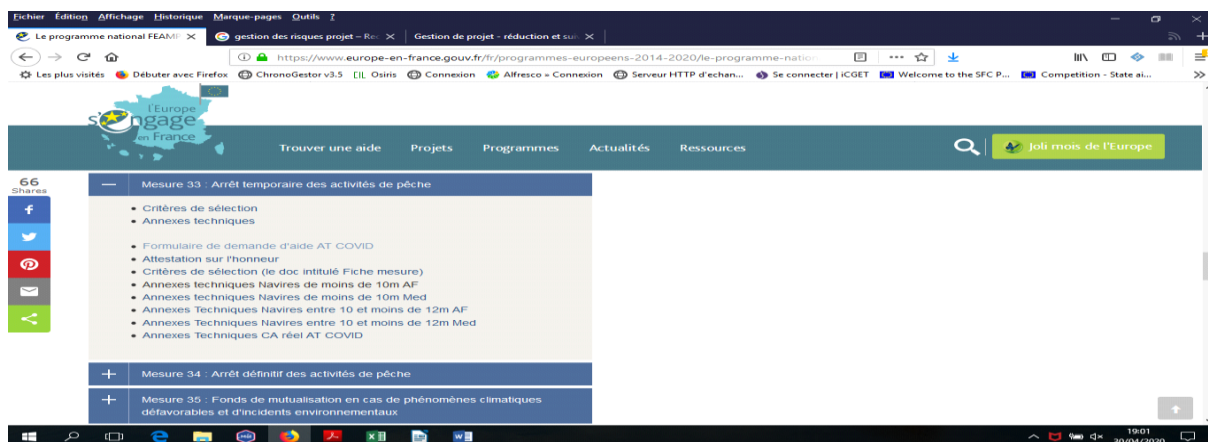 Fichier Édition Affichage Historique Marque-pages Outils ?
Le programme national FEAMP
gestion des risques projet – Rec
Gestion de projet - réduction et sui
https://www.europe-en-france.gouv.fr/fr/programmes-europeens-2014-2020/le-programme-nation
Les plus visités Débuter avec Firefox ChronoGestor v3.5 Osiris Connexion Alfresco » Connexion Serveur HTTP d'echan... Se connecter | iCGET Welcome to the SFC P... Competition - State ai...
l'Europe
s'engage
en France
Trouver une aide Projets Programmes Actualités Ressources
Joli mois de l'Europe
66
Shares
Mesure 33 : Arrêt temporaire des activités de pêche
Critères de sélection
Annexes techniques
Formulaire de demande d'aide AT COVID
Attestation sur l'honneur
Critères de sélection (le doc intitulé Fiche mesure)
Annexes techniques Navires de moins de 10m AF
Annexes techniques Navires de moins de 10m Med
Annexes Techniques Navires entre 10 et moins de 12m AF
Annexes Techniques Navires entre 10 et moins de 12m Med
Annexes Techniques CA réel AT COVID
Mesure 34 : Arrêt définitif des activités de pêche
Mesure 35 : Fonds de mutualisation en cas de phénomènes climatiques
défavorables et d'incidents environnementaux
19:01
30/04/2020